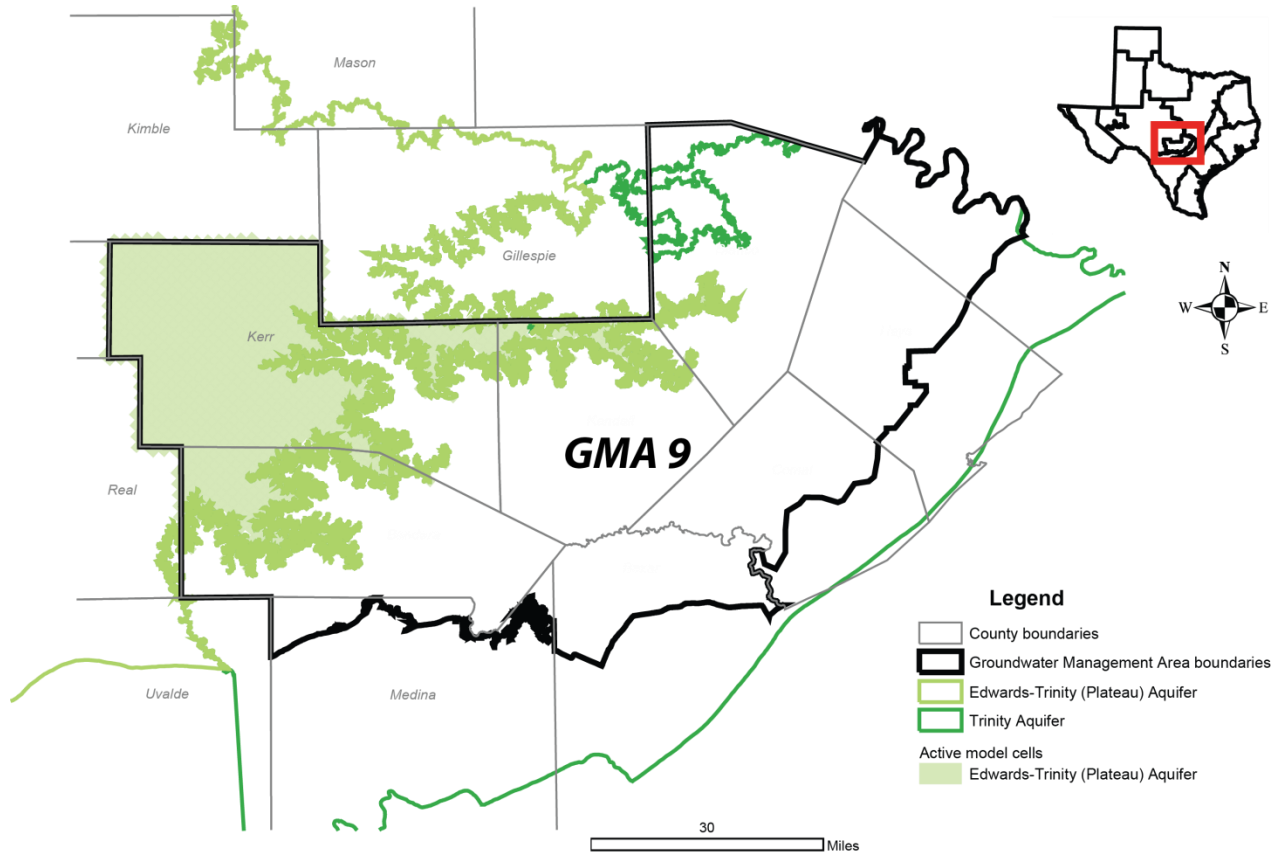 Mason
Kimble
Gillespie
N
W E
S
Kerr
GMA 9
Real
Uvalde
Medina
Legend
County boundaries
Groundwater Management Area boundaries
Edwards-Trinity (Plateau) Aquifer
Trinity Aquifer
Active model cells
Edwards-Trinity (Plateau) Aquifer
30
Miles